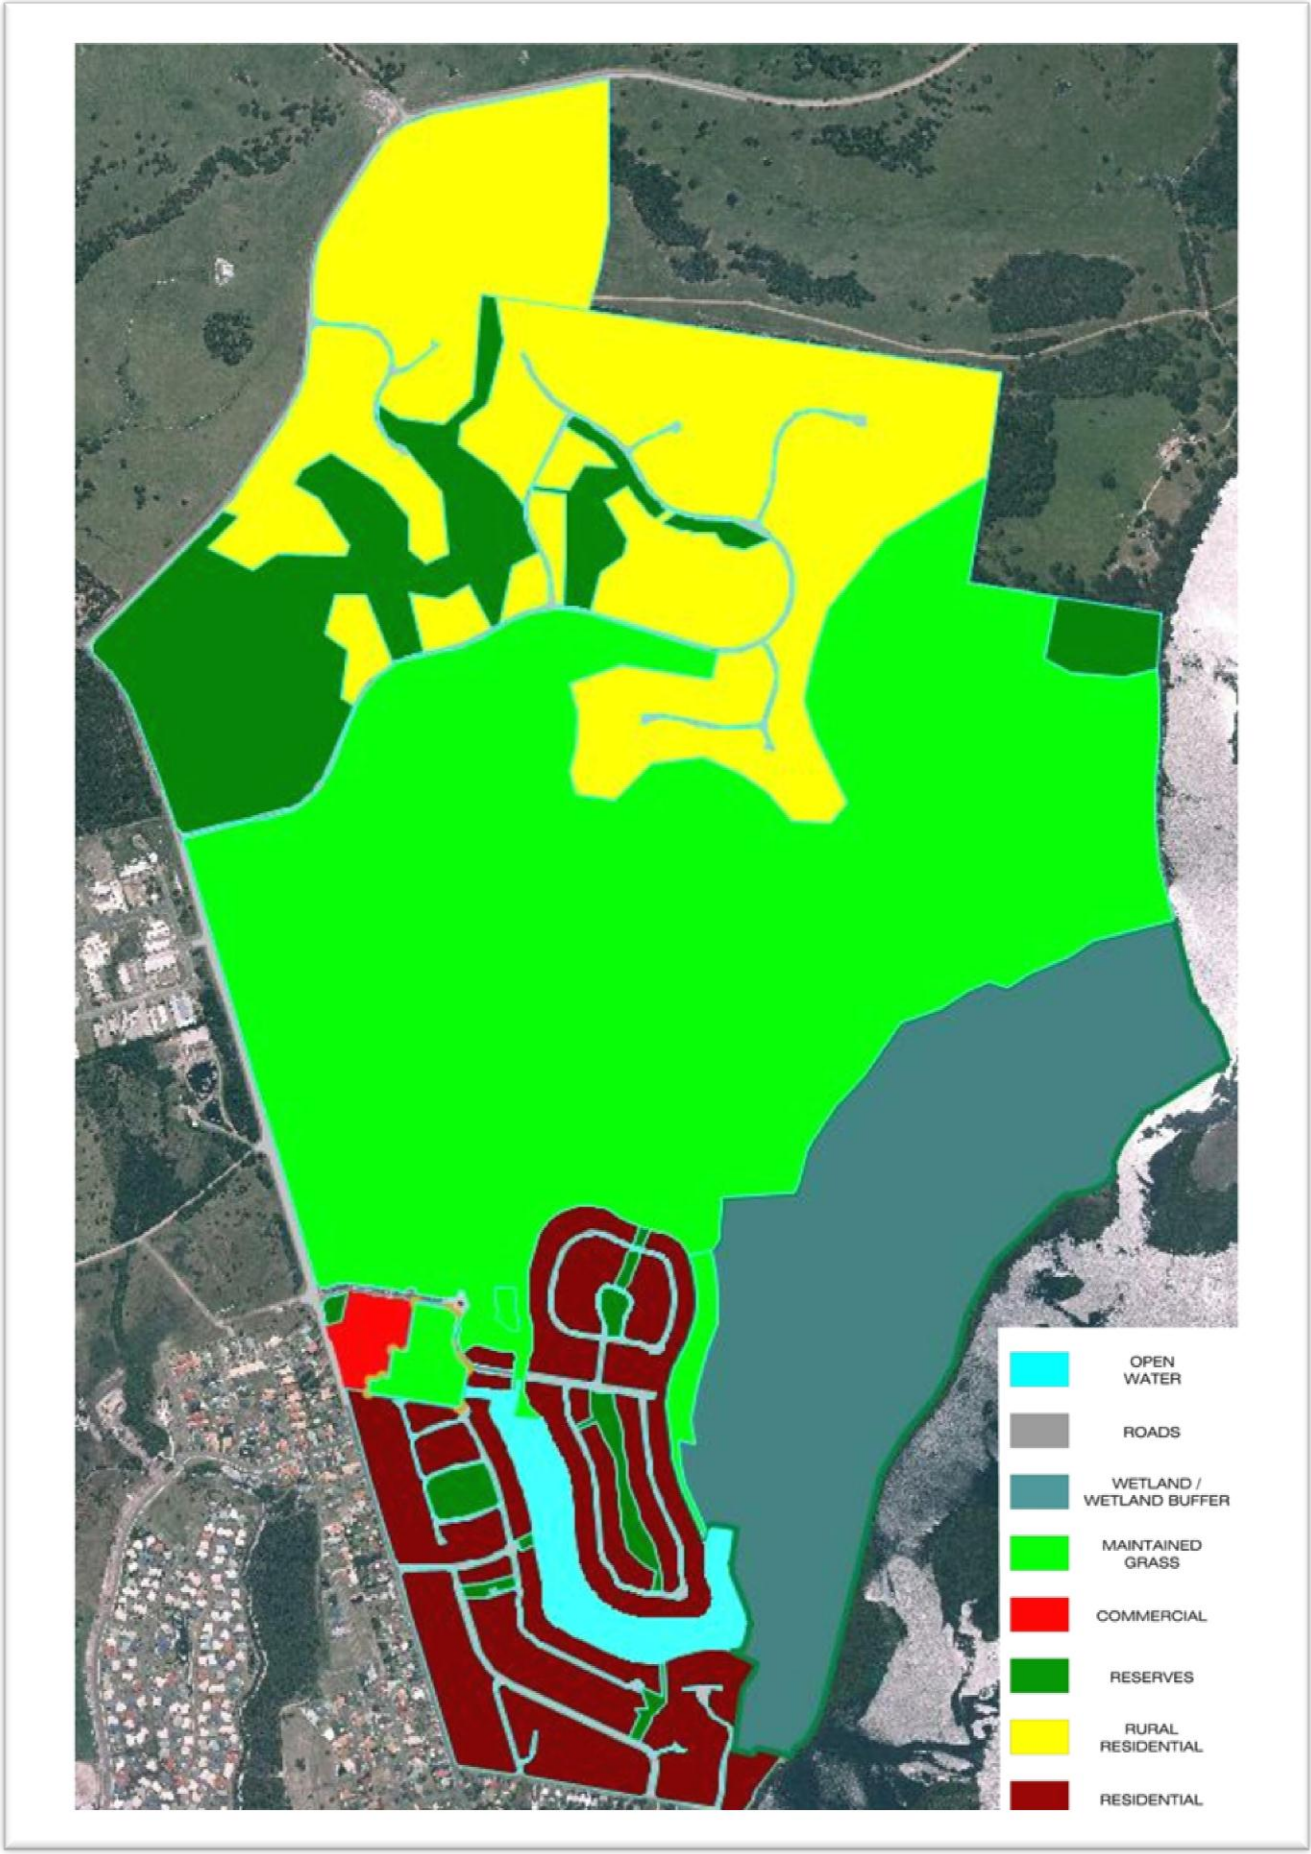 OPEN
WATER
ROADS
WETLAND /
WETLAND BUFFER
MAINTAINED
GRASS
COMMERCIAL
RESERVES
RURAL
RESIDENTIAL
RESIDENTIAL